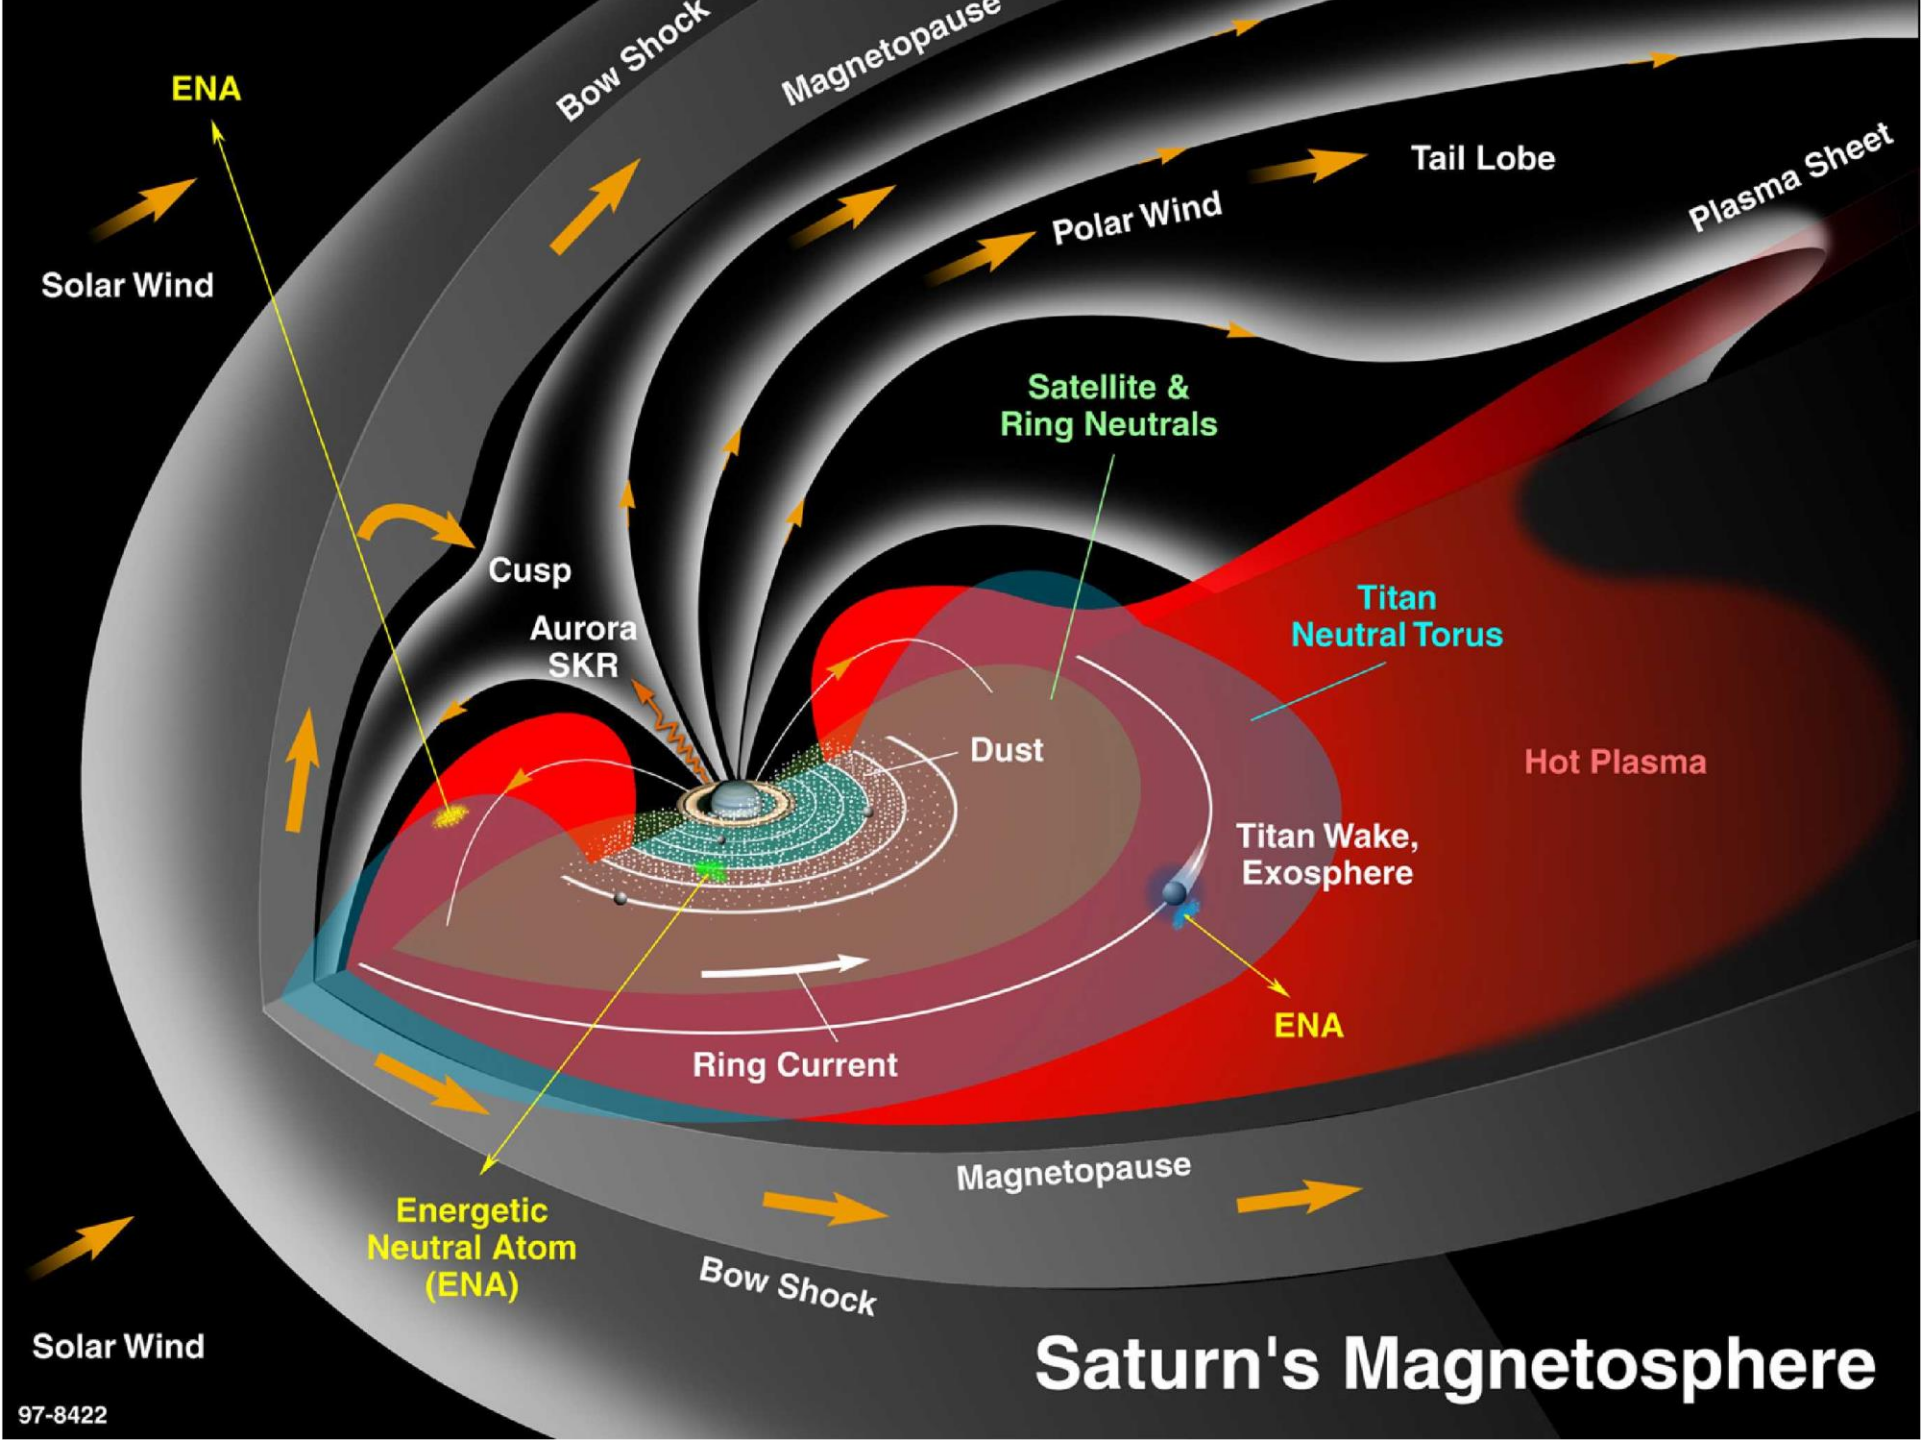 Bow Shock
Magnetopause
ENA
Solar Wind
Tail Lobe
Plasma Sheet
Polar Wind
Satellite &
Ring Neutrals
Cusp
Aurora
SKR
Titan
Neutral Torus
Dust
Hot Plasma
Titan Wake,
Exosphere
ENA
Ring Current
Magnetopause
Energetic
Neutral Atom
(ENA)
Bow Shock
Solar Wind
Saturn's Magnetosphere
97-8422